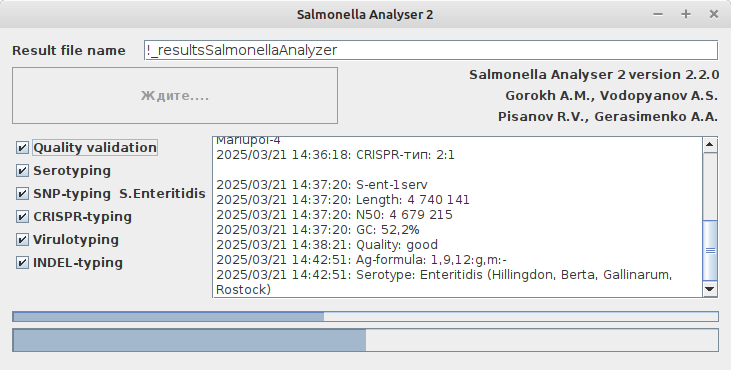 Salmonella Analyser 2
Result file name
!_resultsSalmonellaAnalyzer
Ждите....
Salmonella Analyser 2 version 2.2.0
Gorokh A.M., Vodopyanov A.S.
Pisanov R.V., Gerasimenko A.A.
Quality validation
Serotyping
SNP-typing S.Enteritidis
CRISPR-typing
Virulotyping
INDEL-typing
Mariupol-4
2025/03/21 14:36:18: CRISPR-тип: 2:1
2025/03/21 14:37:20: S-ent-1serv
2025/03/21 14:37:20: Length: 4 740 141
2025/03/21 14:37:20: N50: 4 679 215
2025/03/21 14:37:20: GC: 52,2%
2025/03/21 14:38:21: Quality: good
2025/03/21 14:42:51: Ag-formula: 1,9,12:g,m:-
2025/03/21 14:42:51: Serotype: Enteritidis (Hillingdon, Berta, Gallinarum,
Rostock)